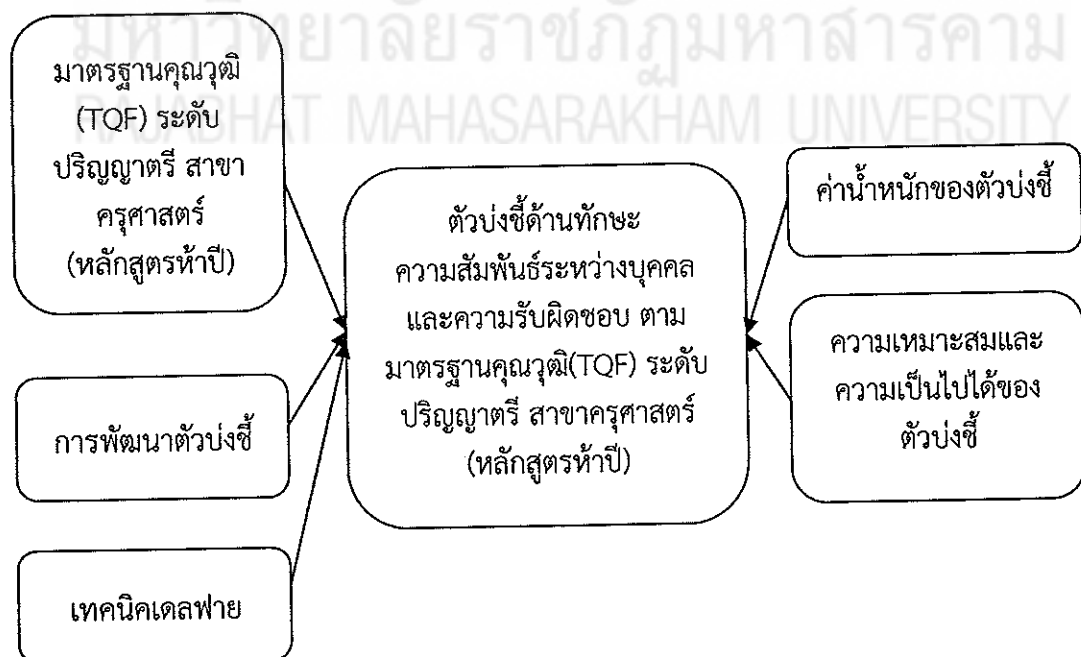 มหาวิทยาลัยราชภัฏมหาสารคาม
RAJABHAT MAHASARAKHAM UNIVERSITY
มาตรฐานคุณวุฒิ
(TQF) ระดับ
ปริญญาตรี สาขา
ครุศาสตร์
(หลักสูตรห้าปี)
การพัฒนาตัวบ่งชี้
เทคนิคเดลฟาย
ตัวบ่งชี้ด้านทักษะ
ความสัมพันธ์ระหว่างบุคคล
และความรับผิดชอบ ตาม
มาตรฐานคุณวุฒิ(TQF) ระดับ
ปริญญาตรี สาขาครุศาสตร์
(หลักสูตรห้าปี)
ค่าน้ำหนักของตัวบ่งชี้
ความเหมาะสมและ
ความเป็นไปได้ของ
ตัวบ่งชี้